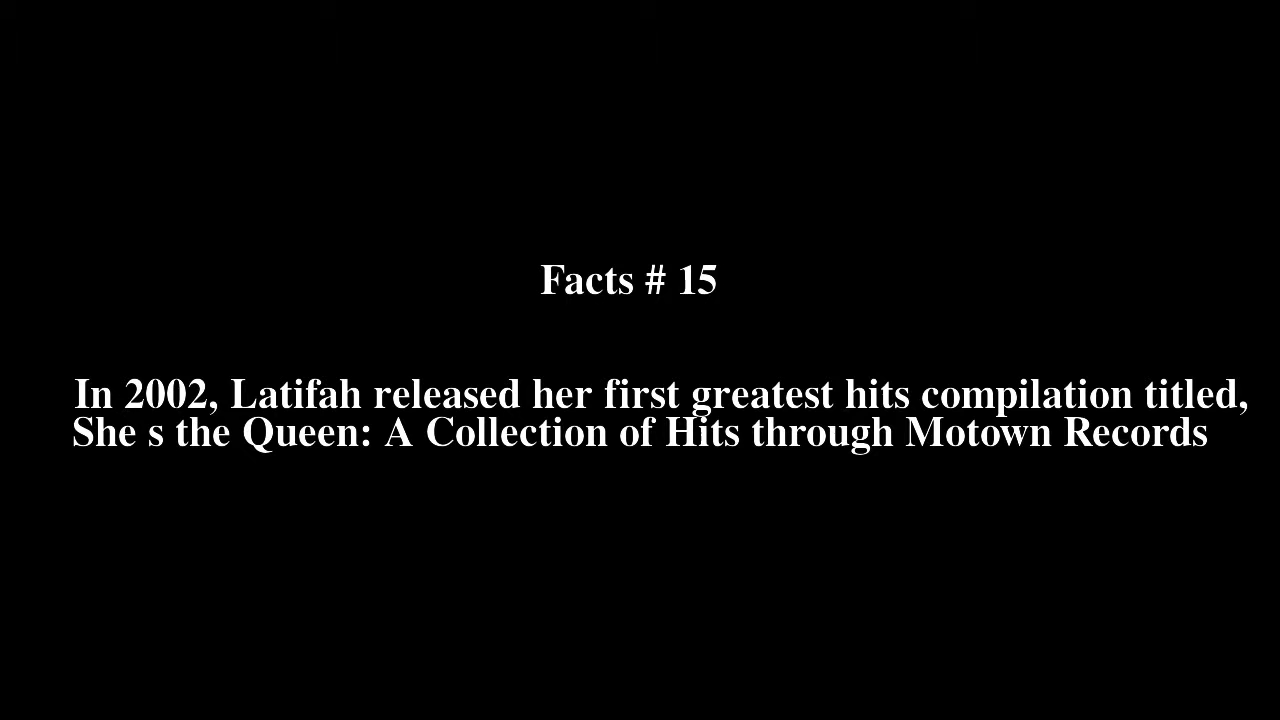 Facts # 15
In 2002, Latifah released her first greatest hits compilation titled,
She s the Queen: A Collection of Hits through Motown Records